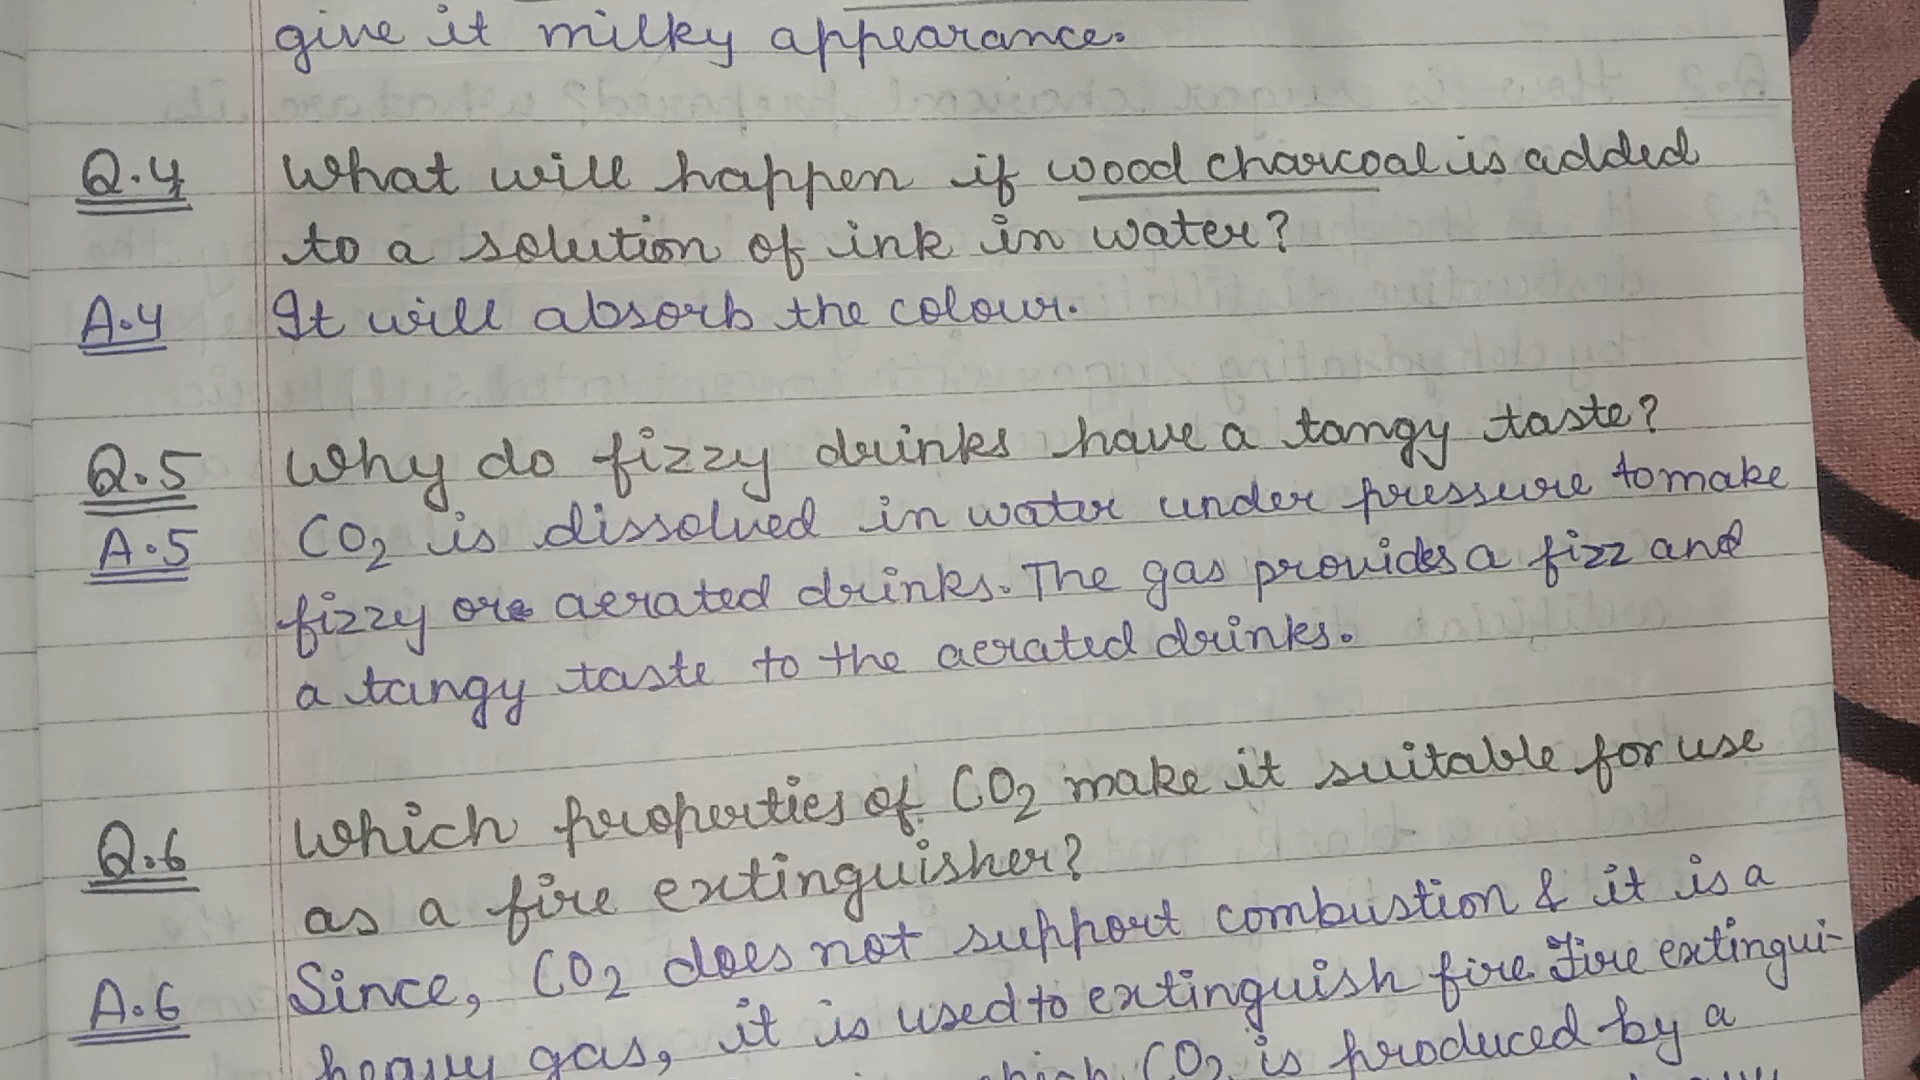 give it milky appearance.
Q.4 What will happen if wood charcoal is added
to a solution of ink in water?
A.4 It will absorb the colour.
Q.5 Why do fizzy drinks have a tangy taste?
A.5 CO2 is dissolved in water under pressure to make
fizzy or aerated drinks. The gas provides a fizz and
a tangy taste to the aerated drinks.
Q.6 Which properties of CO2 make it suitable for use
as a fire extinguisher?
A.6 Since, CO2 does not support combustion & it is a
heavy gas, it is used to extinguish fire. Fire extingui-
which CO2 is produced by a